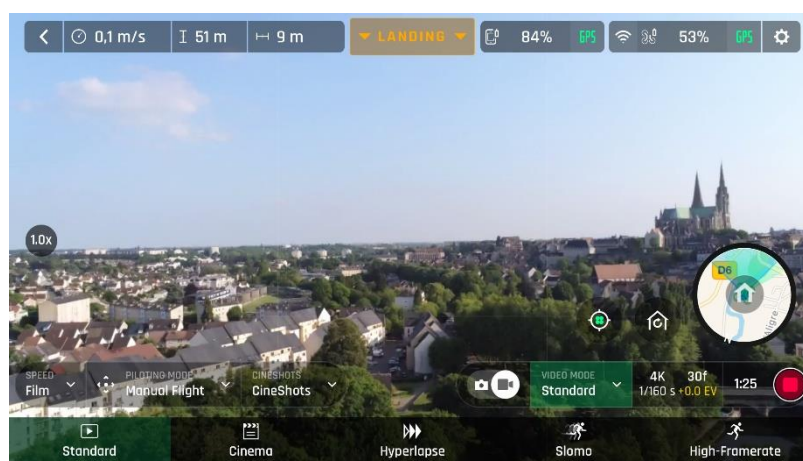 0,1 m/s
51 m
9 m
LANDING
84%
GPS
53%
GPS
1.0x
D6
Aligre
SPEED
Film
PILOTING MODE
Manual Flight
CINESHOTS
CineShots
VIDEO MODE
Standard
4K 30f
1/160 s +0.0 EV
1:25
Standard
Cinema
Hyperlapse
Slomo
High-Framerate